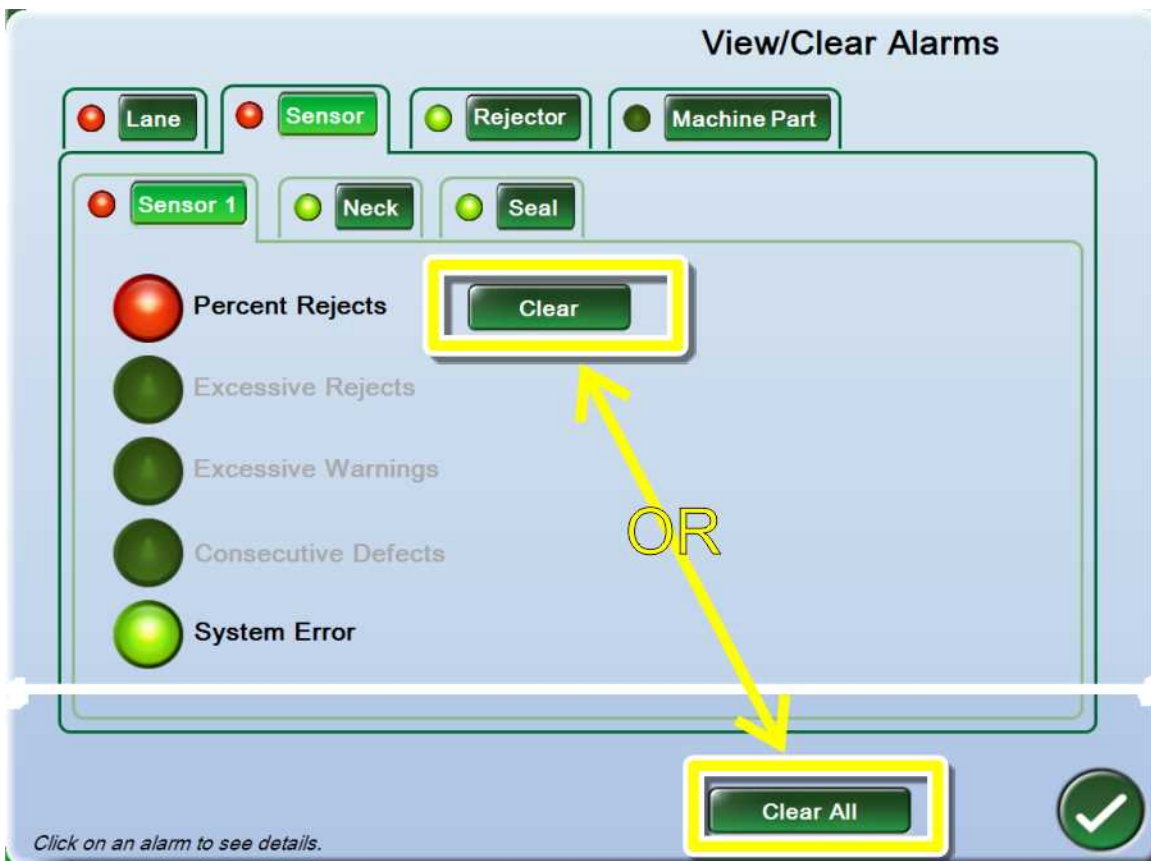 View/Clear Alarms
Lane Sensor Rejector Machine Part
Sensor 1 Neck Seal
Percent Rejects Clear
Excessive Rejects
Excessive Warnings
OR
Consecutive Defects
System Error
Clear All
Click on an alarm to see details.